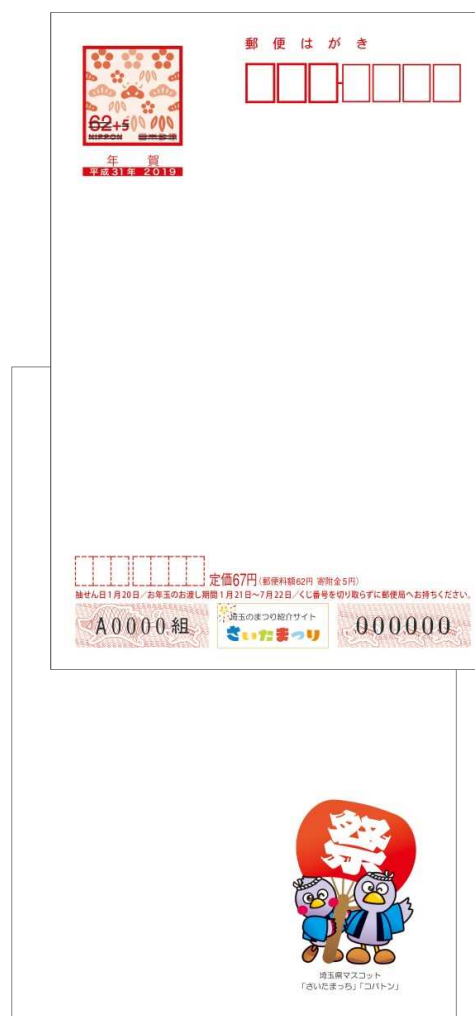 郵便はがき
62+5
NIPPON 日本郵便
年賀
平成31年 2019
定価67円(郵便料額62円 寄附金5円)
抽せん日1月20日/お年玉のお渡し期間1月21日~7月22日/くじ番号を切り取らずに郵便局へお持ちください。
A0000組
埼玉のまつり紹介サイト
さいたまつり
000000
祭
埼玉県マスコット
「さいたまっち」「コバトン」